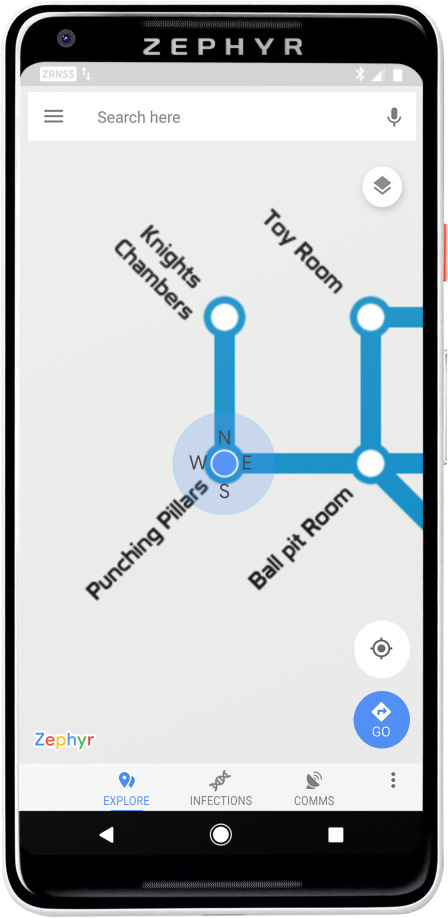 ZEPHYR
ZRNSS
Search here
Knights
Chambers
Toy Room
N
W E
S
Punching Pillars
Ball pit Room
GO
Zephyr
EXPLORE INFECTIONS COMMS